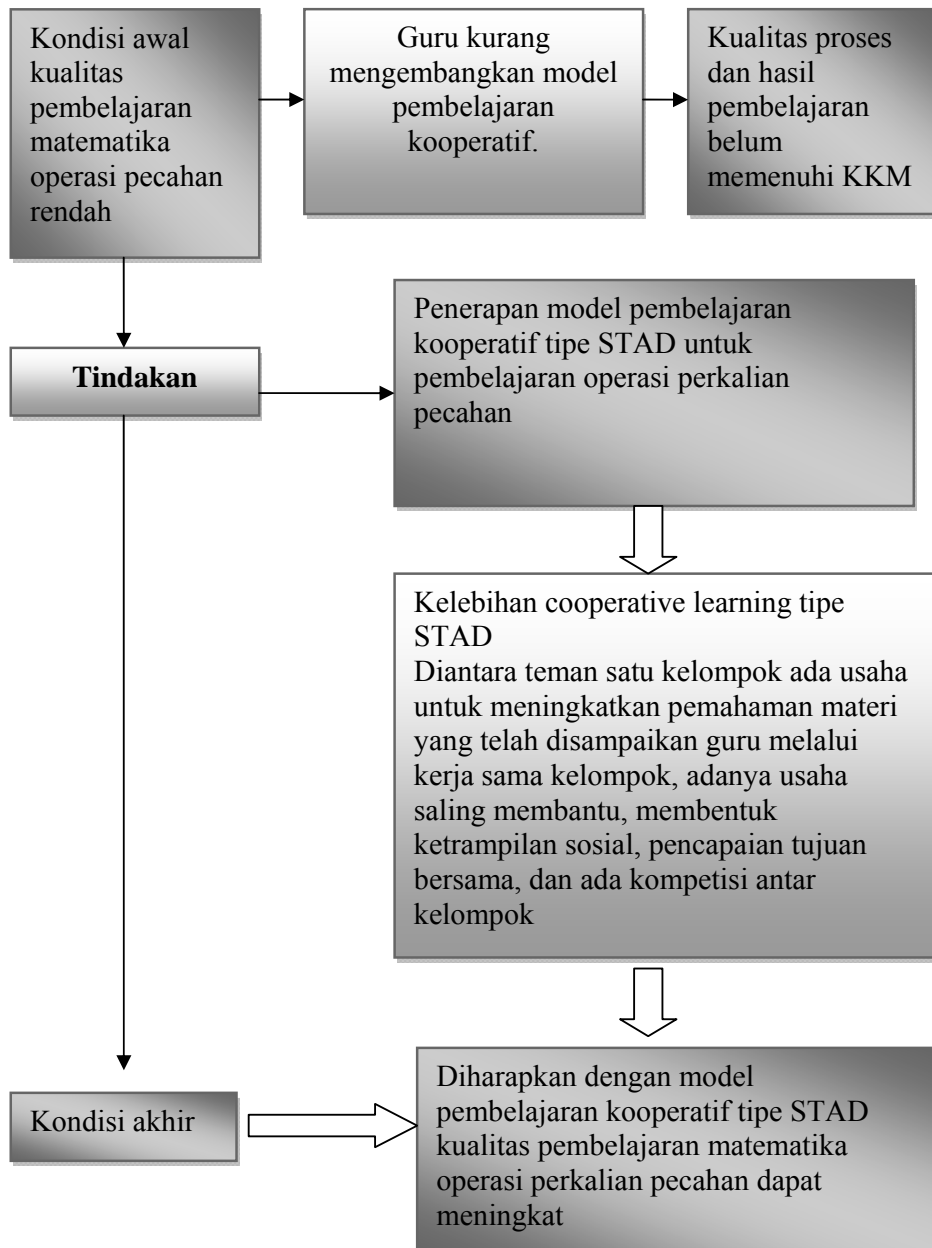 Kondisi awal
kualitas
pembelajaran
matematika
operasi pecahan
rendah
Guru kurang
mengembangkan model
pembelajaran
kooperatif.
Kualitas proses
dan hasil
pembelajaran
belum
memenuhi KKM
Tindakan
Penerapan model pembelajaran
kooperatif tipe STAD untuk
pembelajaran operasi perkalian
pecahan
Kelebihan cooperative learning tipe
STAD
Diantara teman satu kelompok ada usaha
untuk meningkatkan pemahaman materi
yang telah disampaikan guru melalui
kerja sama kelompok, adanya usaha
saling membantu, membentuk
ketrampilan sosial, pencapaian tujuan
bersama, dan ada kompetisi antar
kelompok
Kondisi akhir
Diharapkan dengan model
pembelajaran kooperatif tipe STAD
kualitas pembelajaran matematika
operasi perkalian pecahan dapat
meningkat